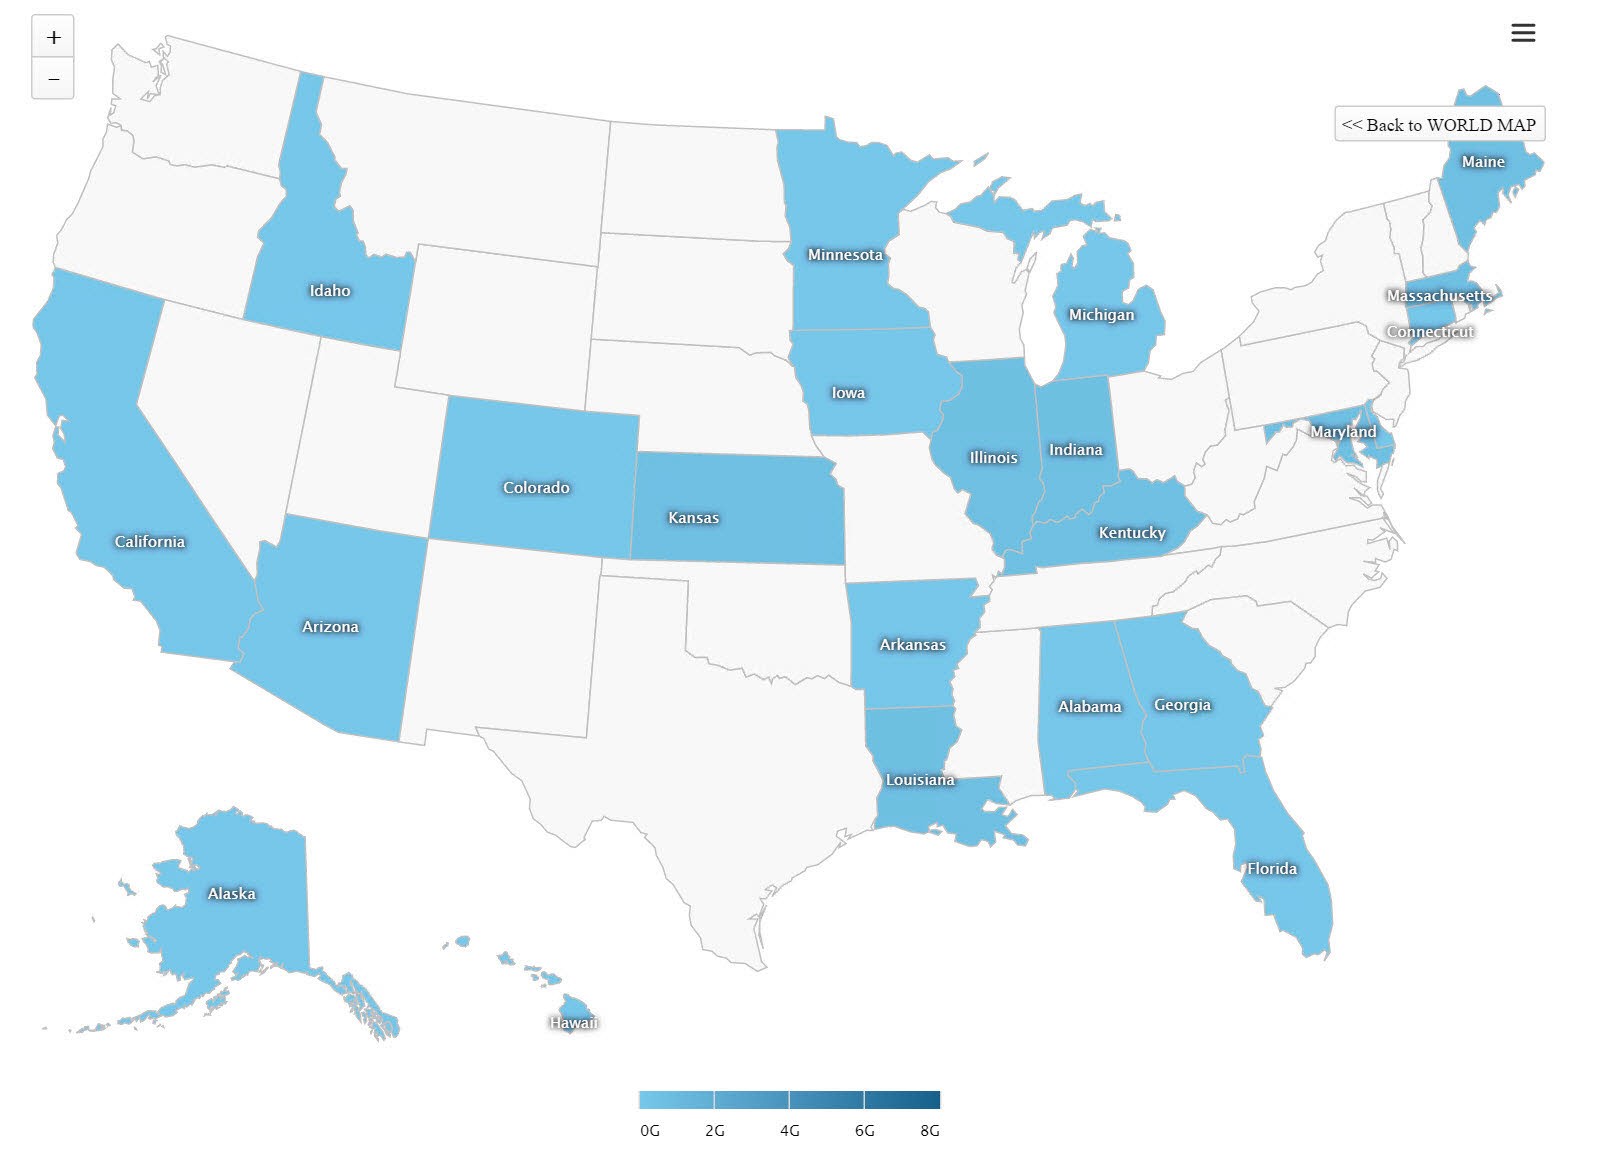 +
−
<< Back to WORLD MAP
Maine
Minnesota
Idaho
Massachusetts
Michigan
Connecticut
Iowa
Maryland
Indiana
Illinois
Colorado
Kansas
Kentucky
California
Arizona
Arkansas
Georgia
Alabama
Louisiana
Florida
Alaska
Hawaii
0G 2G 4G 6G 8G